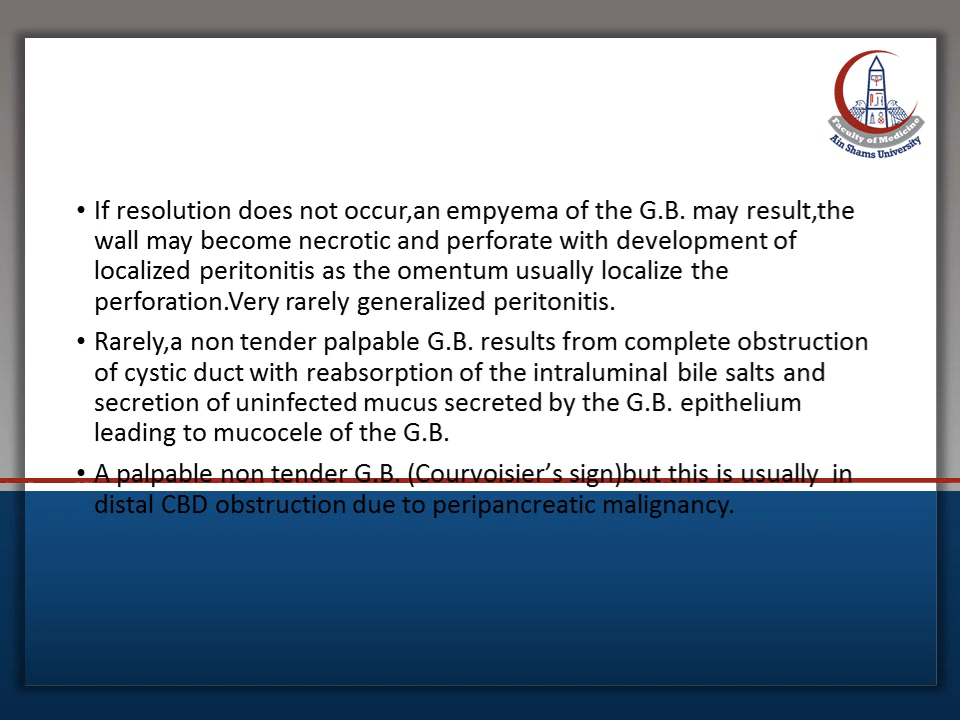 Faculty of Medicine
Ain Shams University
• If resolution does not occur,an empyema of the G.B. may result,the
wall may become necrotic and perforate with development of
localized peritonitis as the omentum usually localize the
perforation.Very rarely generalized peritonitis.
• Rarely,a non tender palpable G.B. results from complete obstruction
of cystic duct with reabsorption of the intraluminal bile salts and
secretion of uninfected mucus secreted by the G.B. epithelium
leading to mucocele of the G.B.
• A palpable non tender G.B. (Courvoisier’s sign)but this is usually  in
distal CBD obstruction due to peripancreatic malignancy.